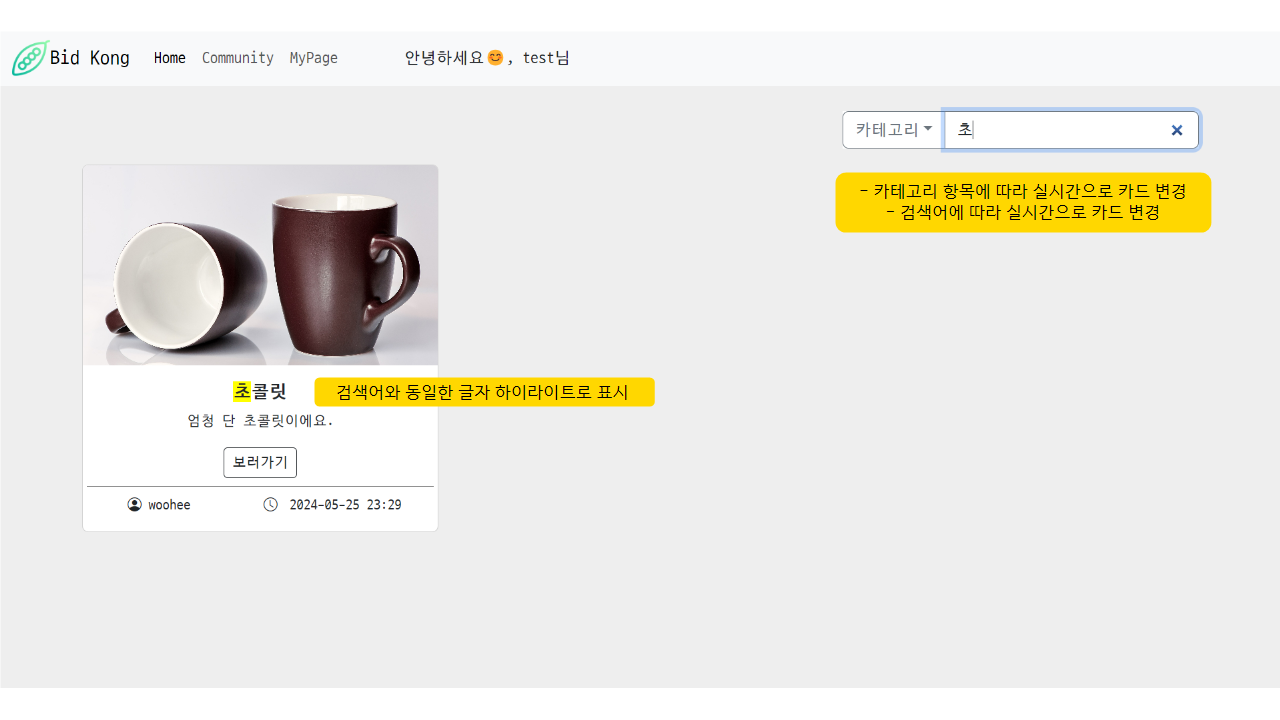 Bid Kong Home Community MyPage 안녕하세요😊, test님
카테고리 초
- 카테고리 항목에 따라 실시간으로 카드 변경
- 검색어에 따라 실시간으로 카드 변경
초콜릿
검색어와 동일한 글자 하이라이트로 표시
엄청 단 초콜릿이에요.
보러가기
woohee 2024-05-25 23:29